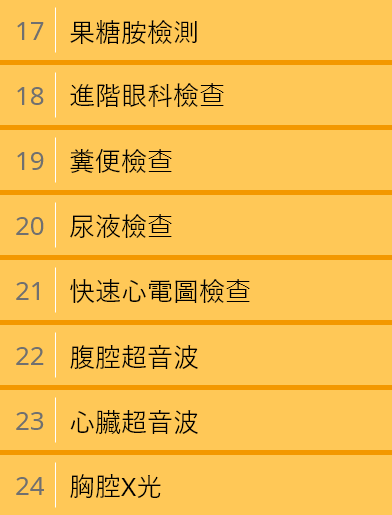 17 果糖胺檢測
18 進階眼科檢查
19 糞便檢查
20 尿液檢查
21 快速心電圖檢查
22 腹腔超音波
23 心臟超音波
24 胸腔X光